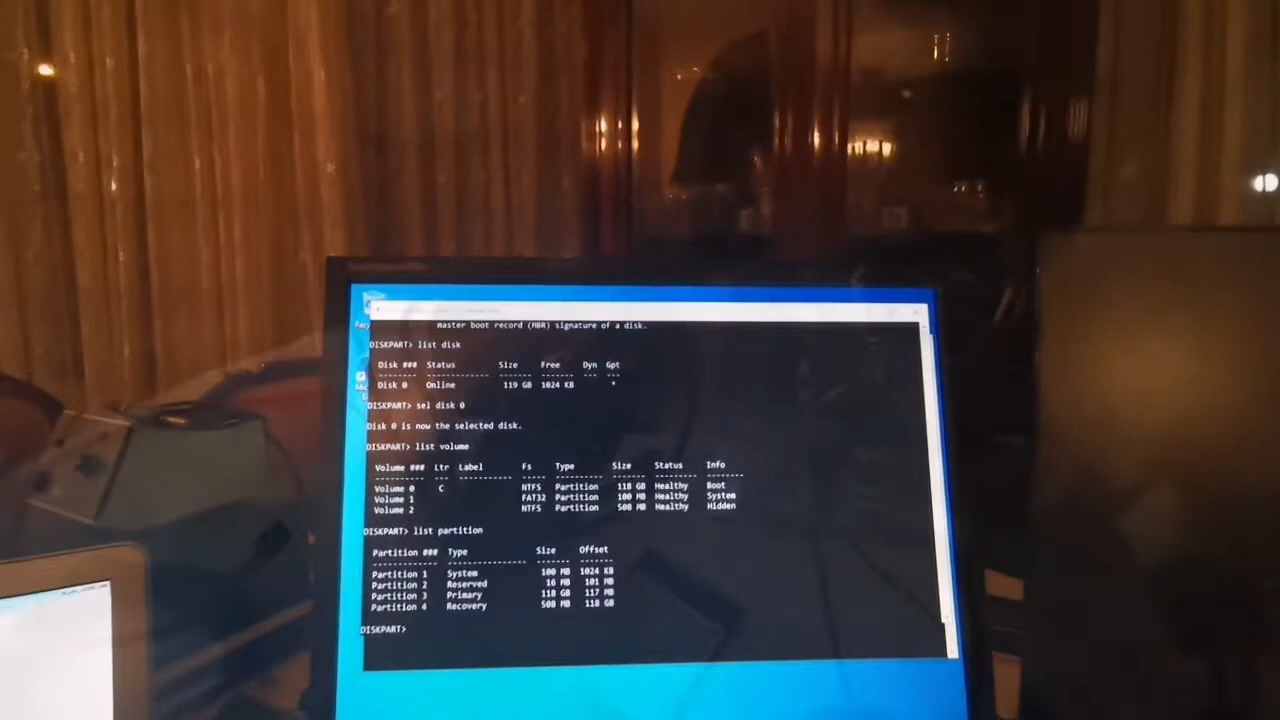 master boot record (MBR) signature of a disk.
DISKPART> list disk
Disk ### Status Size Free Dyn Gpt
Disk 0 Online 119 GB 1024 KB *
DISKPART> sel disk 0
Disk 0 is now the selected disk.
DISKPART> list volume
Volume ### Ltr Label Fs Type Size Status Info
Volume 0 C NTFS Partition 118 GB Healthy Boot
Volume 1 FAT32 Partition 100 MB Healthy System
Volume 2 NTFS Partition 508 MB Healthy Hidden
DISKPART> list partition
Partition ### Type Size Offset
Partition 1 System 100 MB 1024 KB
Partition 2 Reserved 16 MB 101 MB
Partition 3 Primary 118 GB 117 MB
Partition 4 Recovery 508 MB 118 GB
DISKPART>